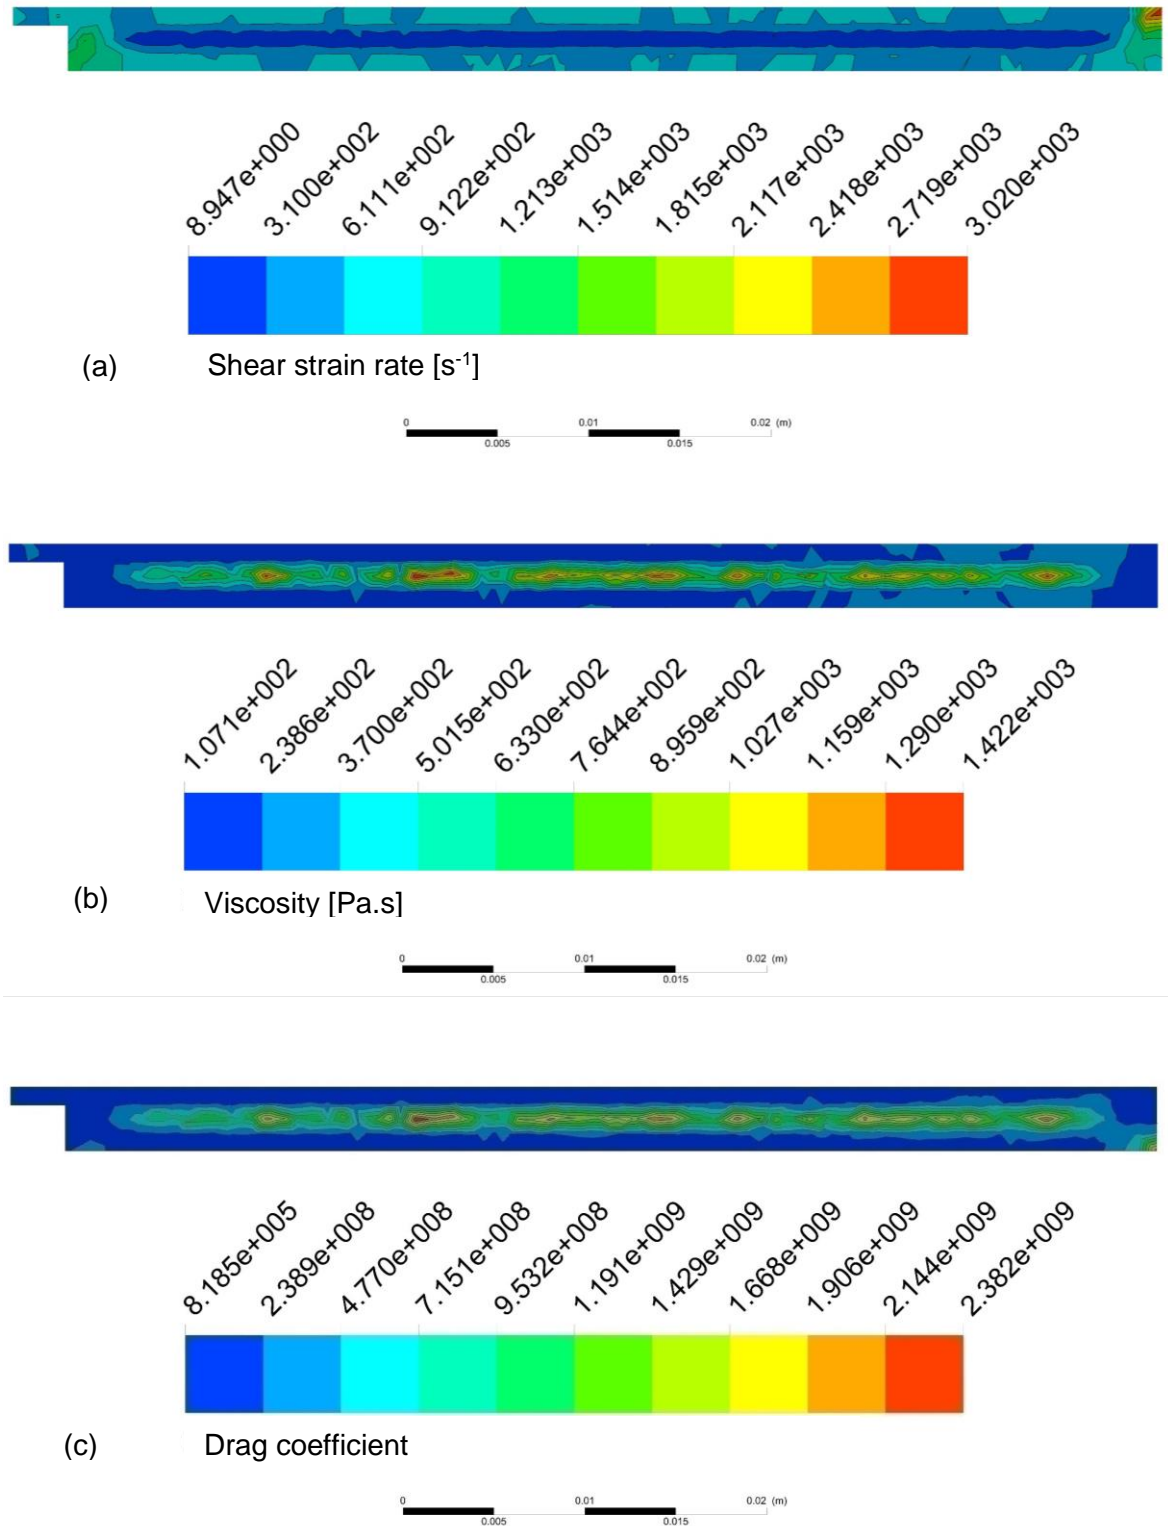 8.947e+000 3.100e+002 6.111e+002 9.122e+002 1.213e+003 1.514e+003 1.815e+003 2.117e+003 2.418e+003 2.719e+003 3.020e+003
(a) Shear strain rate [s⁻¹]
0 0.01 0.02 (m)
0.005 0.015
1.071e+002 2.386e+002 3.700e+002 5.015e+002 6.330e+002 7.644e+002 8.959e+002 1.027e+003 1.159e+003 1.290e+003 1.422e+003
(b) Viscosity [Pa.s]
0 0.01 0.02 (m)
0.005 0.015
8.185e+005 2.389e+008 4.770e+008 7.151e+008 9.532e+008 1.191e+009 1.429e+009 1.668e+009 1.906e+009 2.144e+009 2.382e+009
(c) Drag coefficient
0 0.01 0.02 (m)
0.005 0.015